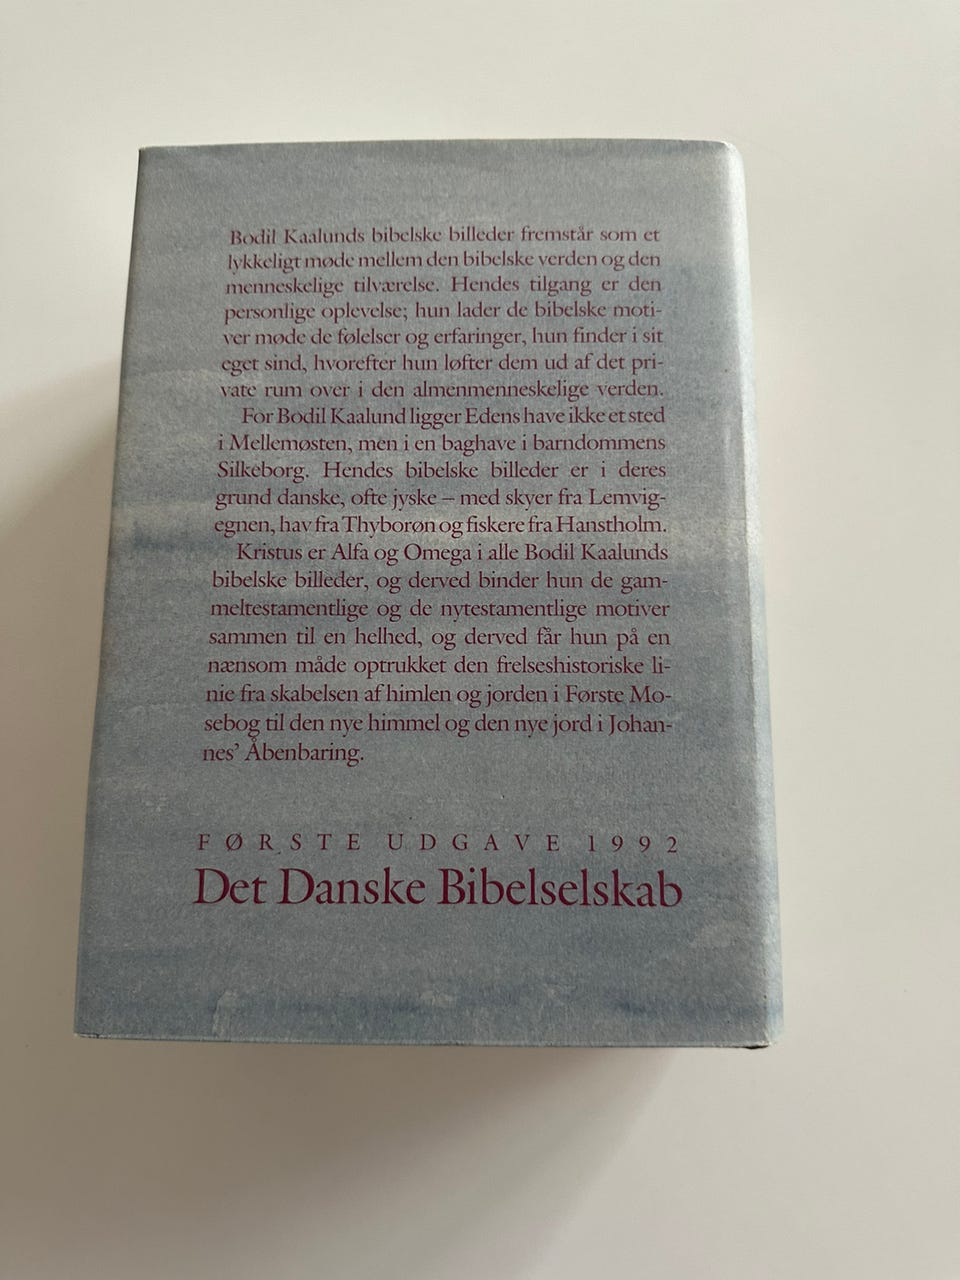 Bodil Kaalunds bibelske billeder fremstår som et
lykkeligt møde mellem den bibelske verden og den
menneskelige tilværelse. Hendes tilgang er den
personlige oplevelse; hun lader de bibelske moti-
ver møde de følelser og erfaringer, hun finder i sit
eget sind, hvorefter hun løfter dem ud af det pri-
vate rum over i den almenmenneskelige verden.
For Bodil Kaalund ligger Edens have ikke et sted
i Mellemøsten, men i en baghave i barndommens
Silkeborg. Hendes bibelske billeder er i deres
grund danske, ofte jyske – med skyer fra Lemvig-
egnen, hav fra Thyborøn og fiskere fra Hanstholm.
Kristus er Alfa og Omega i alle Bodil Kaalunds
bibelske billeder, og derved binder hun de gam-
meltestamentlige og de nytestamentlige motiver
sammen til en helhed, og derved får hun på en
nænsom måde optrukket den frelseshistoriske li-
nie fra skabelsen af himlen og jorden i Første Mo-
sebog til den nye himmel og den nye jord i Johan-
nes’ Åbenbaring.
FØRSTE UDGAVE 1992
Det Danske Bibelselskab